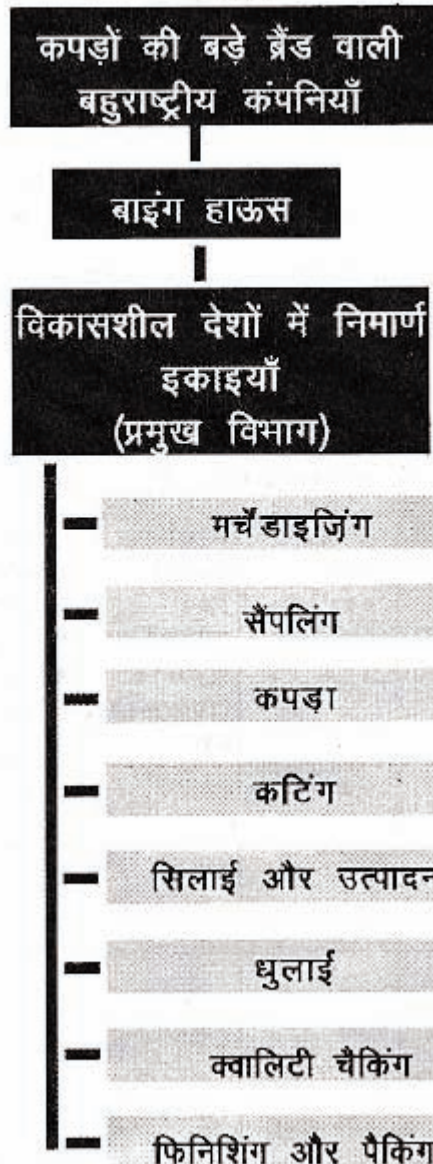 कपड़ों की बड़े ब्रैंड वाली
बहुराष्ट्रीय कंपनियाँ
बाइंग हाऊस
विकासशील देशों में निमार्ण
इकाइयाँ
(प्रमुख विभाग)
मर्चेंडाइज़िंग
सैंपलिंग
कपड़ा
कटिंग
सिलाई और उत्पादन
धुलाई
क्वालिटी चैकिंग
फिनिशिंग और पैकिंग